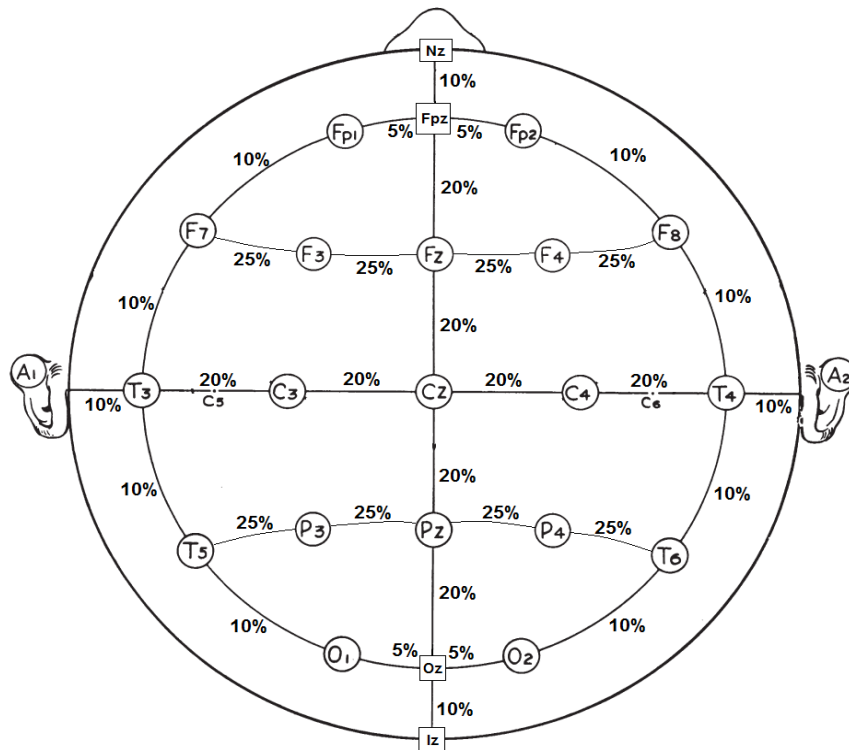 Nz
10%
Fpz
Fp1 5% 5% Fp2
10% 10%
20%
F7 F8
F3 Fz F4
25% 25% 25% 25%
10% 10%
20%
A1 A2
20% 20% 20% 20%
T3 C3 Cz C4 T4
10% C5 C6 10%
10% 20% 10%
25% 25% 25% 25%
P3 Pz P4
T5 T6
20%
10% 10%
5% 5%
O1 Oz O2
10%
Iz